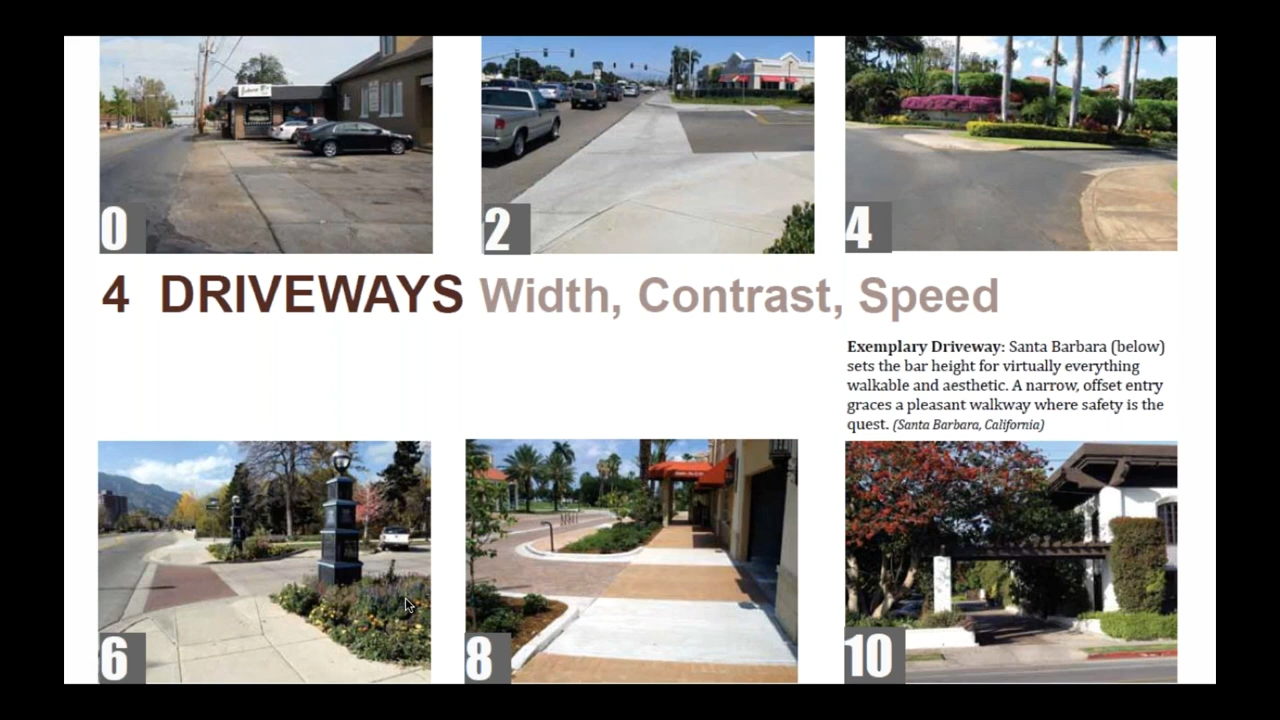 0
2
4
4 DRIVEWAYS Width, Contrast, Speed
Exemplary Driveway: Santa Barbara (below)
sets the bar height for virtually everything
walkable and aesthetic. A narrow, offset entry
graces a pleasant walkway where safety is the
quest. (Santa Barbara, California)
6
8
10